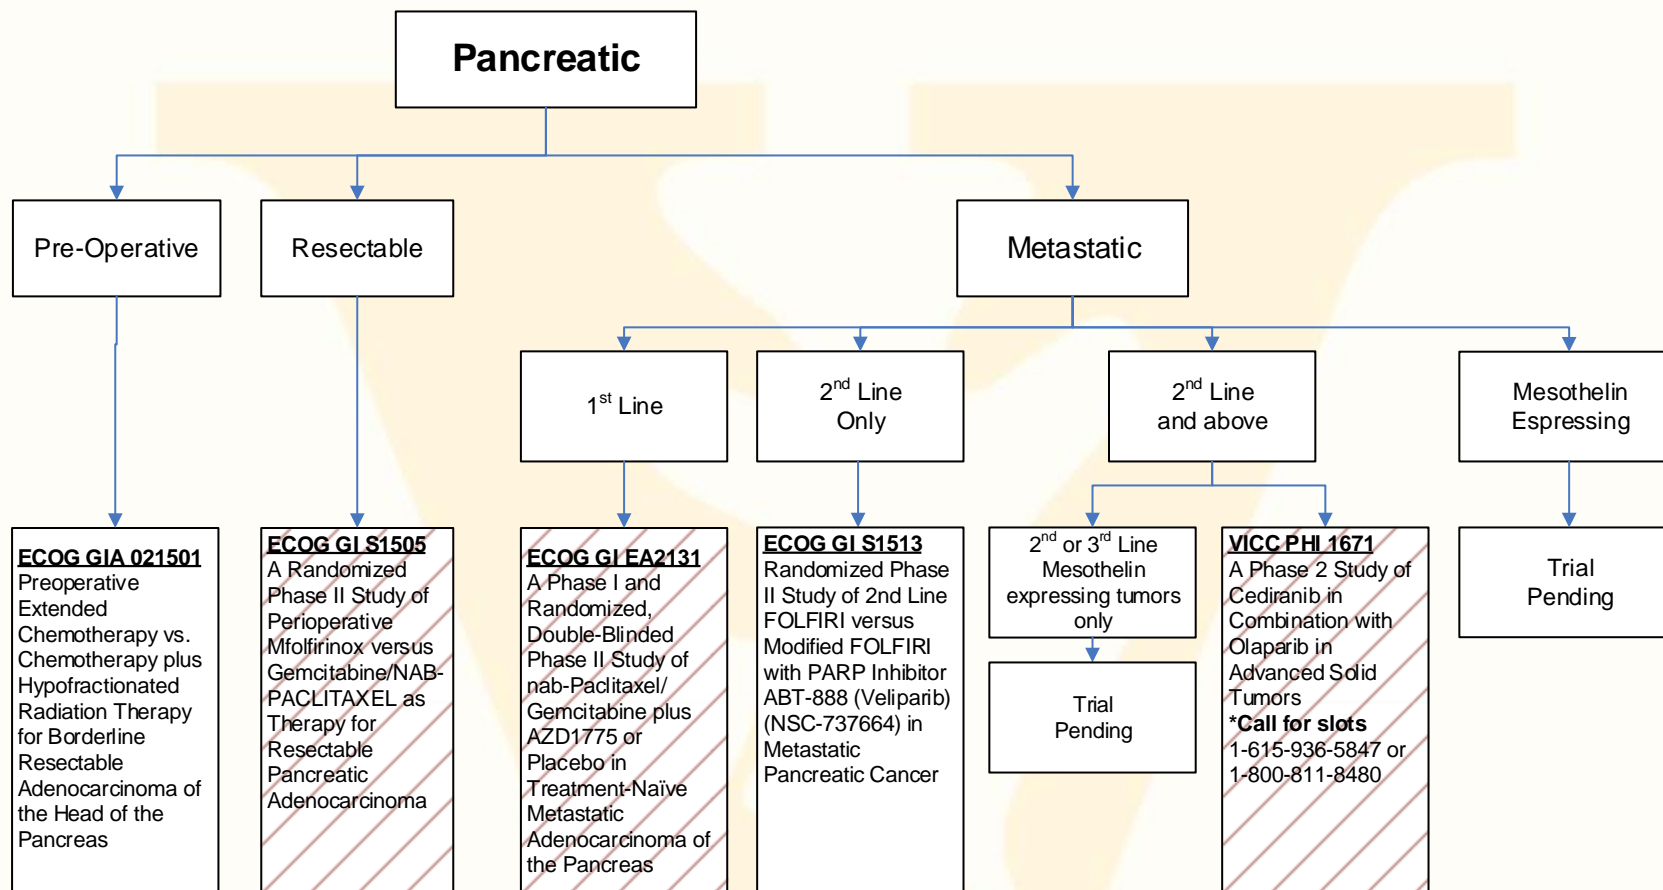 Pancreatic
Pre-Operative
Resectable
Metastatic
1st Line
2nd Line
Only
2nd Line
and above
Mesothelin
Espressing
ECOG GIA 021501
Preoperative
Extended
Chemotherapy vs.
Chemotherapy plus
Hypofractionated
Radiation Therapy
for Borderline
Resectable
Adenocarcinoma of
the Head of the
Pancreas
ECOG GI S1505
A Randomized
Phase II Study of
Perioperative
Mfolfirinox versus
Gemcitabine/NAB-
PACLITAXEL as
Therapy for
Resectable
Pancreatic
Adenocarcinoma
ECOG GI EA2131
A Phase I and
Randomized,
Double-Blinded
Phase II Study of
nab-Paclitaxel/
Gemcitabine plus
AZD1775 or
Placebo in
Treatment-Naïve
Metastatic
Adenocarcinoma of
the Pancreas
ECOG GI S1513
Randomized Phase
II Study of 2nd Line
FOLFIRI versus
Modified FOLFIRI
with PARP Inhibitor
ABT-888 (Veliparib)
(NSC-737664) in
Metastatic
Pancreatic Cancer
2nd or 3rd Line
Mesothelin
expressing tumors
only
Trial
Pending
VICC PHI 1671
A Phase 2 Study of
Cediranib in
Combination with
Olaparib in
Advanced Solid
Tumors
*Call for slots
1-615-936-5847 or
1-800-811-8480
Trial
Pending